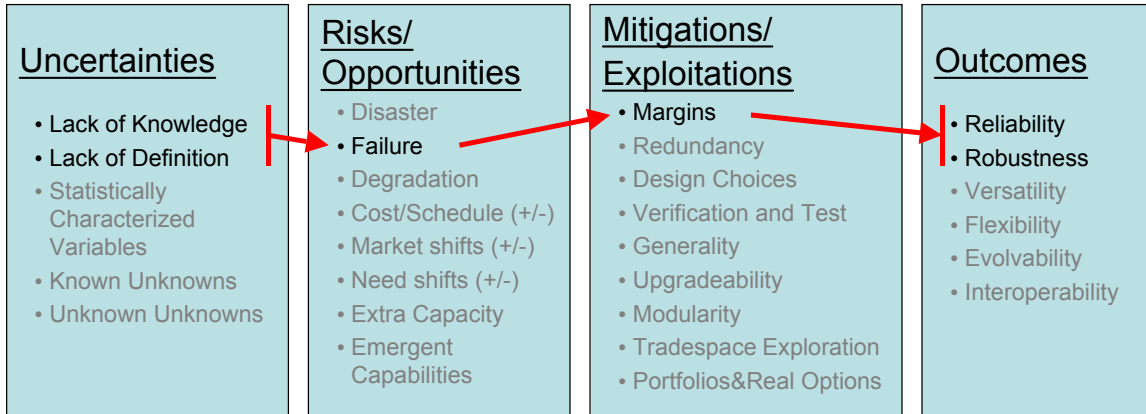 Uncertainties
• Lack of Knowledge
• Lack of Definition
• Statistically
Characterized
Variables
• Known Unknowns
• Unknown Unknowns
Risks/
Opportunities
• Disaster
• Failure
• Degradation
• Cost/Schedule (+/-)
• Market shifts (+/-)
• Need shifts (+/-)
• Extra Capacity
• Emergent
Capabilities
Mitigations/
Exploitations
• Margins
• Redundancy
• Design Choices
• Verification and Test
• Generality
• Upgradeability
• Modularity
• Tradespace Exploration
• Portfolios&Real Options
Outcomes
• Reliability
• Robustness
• Versatility
• Flexibility
• Evolvability
• Interoperability